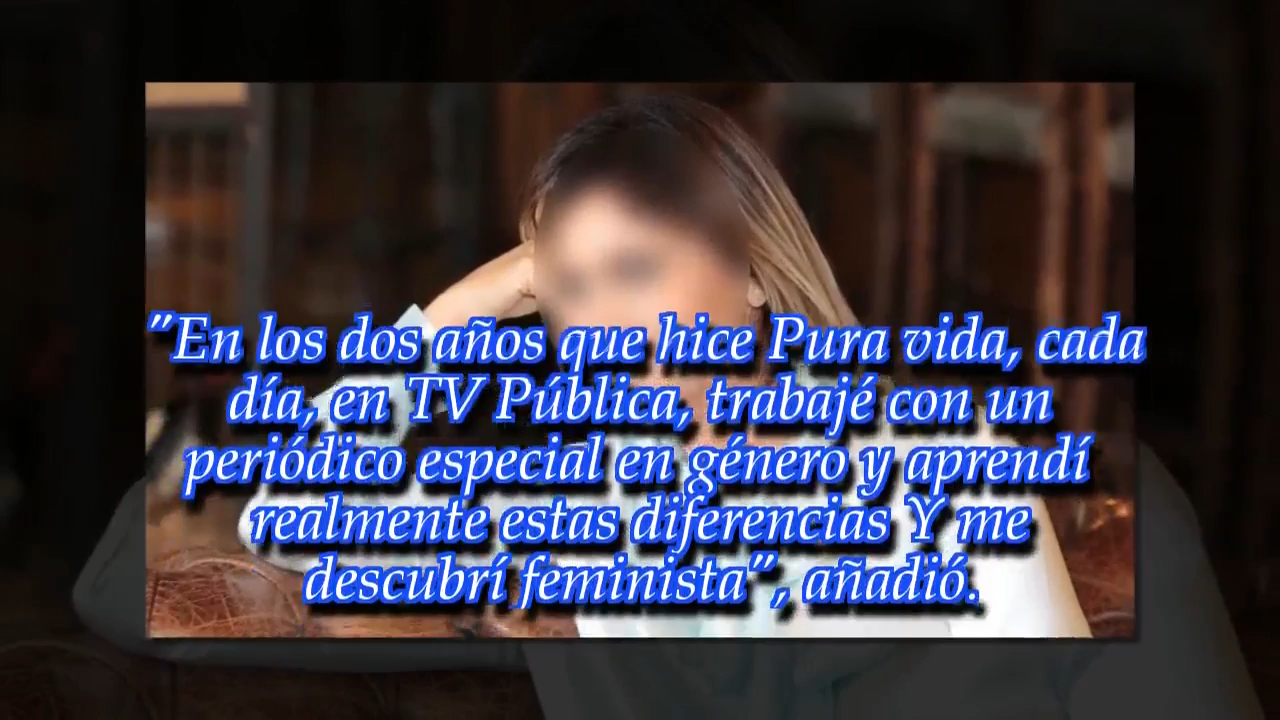 "En los dos años que hice Pura vida, cada
día, en TV Pública, trabajé con un
periódico especial en género y aprendí
realmente estas diferencias Y me
descubrí feminista", añadió.